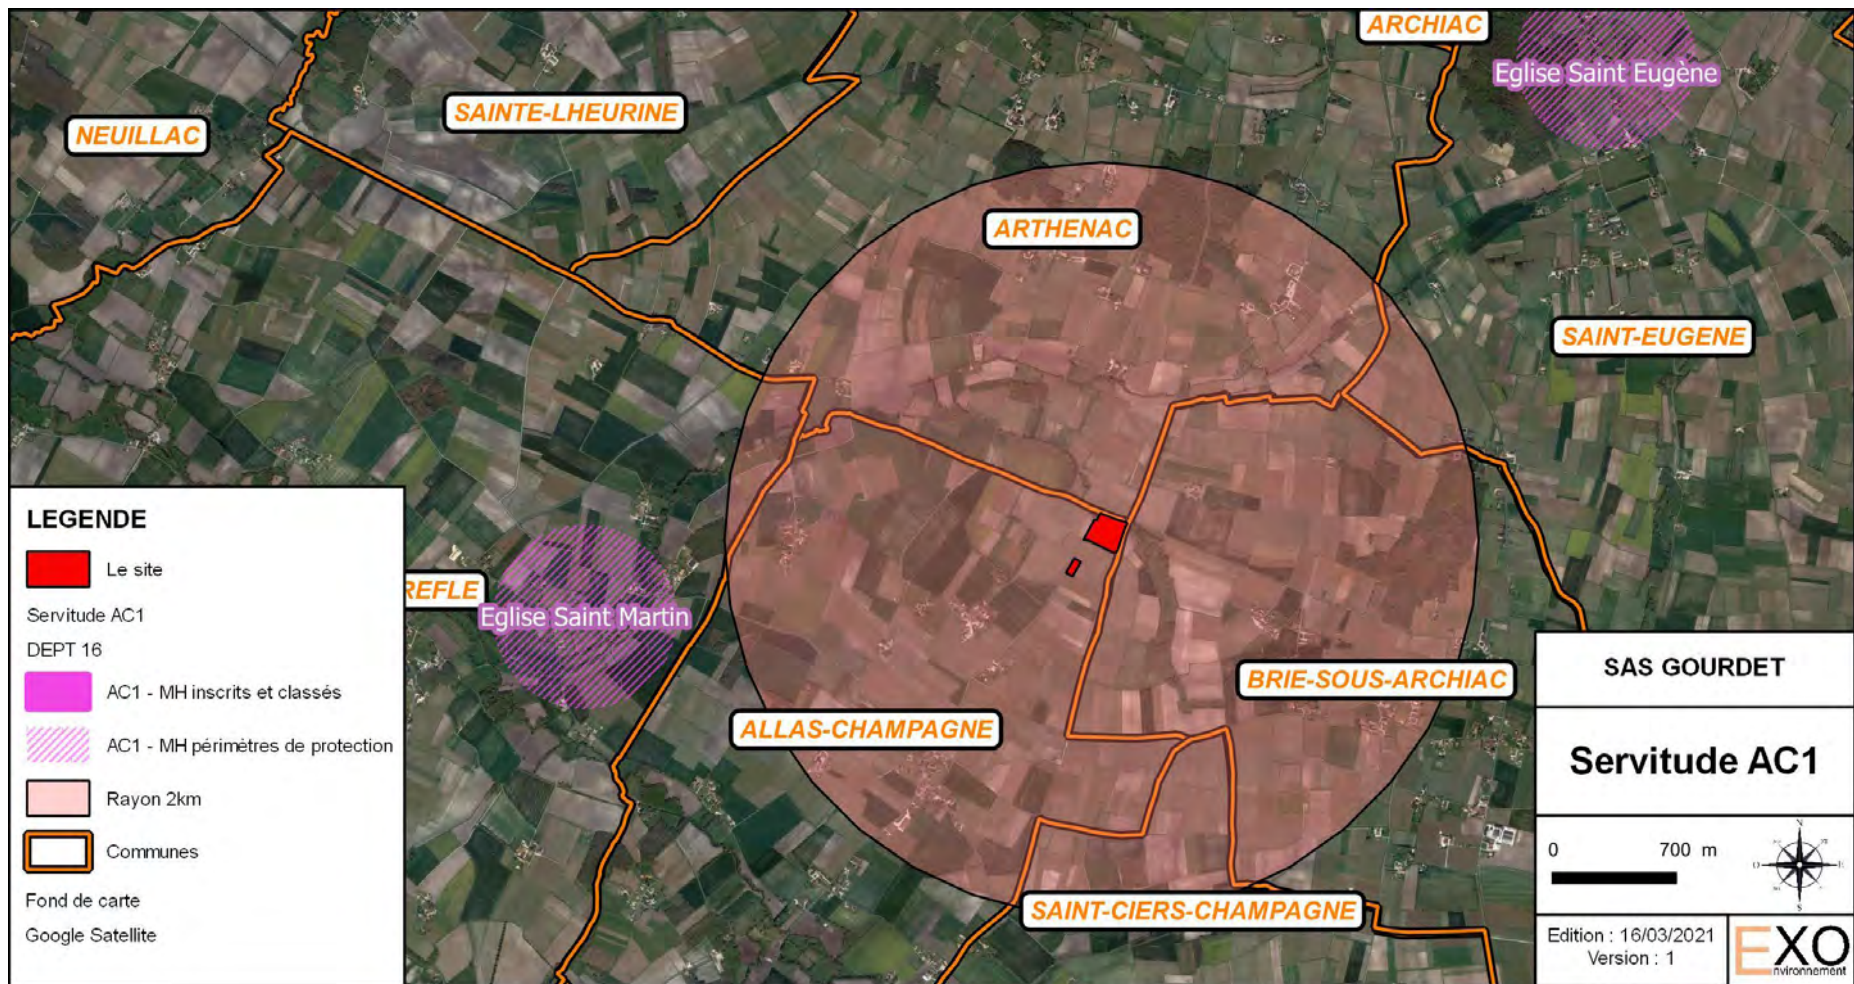 ARCHIAC
Eglise Saint Eugène
SAINTE-LHEURINE
NEUILLAC
ARTHENAC
SAINT-EUGENE
REFLE
Eglise Saint Martin
BRIE-SOUS-ARCHIAC
ALLAS-CHAMPAGNE
SAINT-CIERS-CHAMPAGNE
LEGENDE
Le site
Servitude AC1
DEPT 16
AC1 - MH inscrits et classés
AC1 - MH périmètres de protection
Rayon 2km
Communes
Fond de carte
Google Satellite
SAS GOURDET
Servitude AC1
0 700 m
N
O E
S
Edition : 16/03/2021
Version : 1
EXO
nvironnement